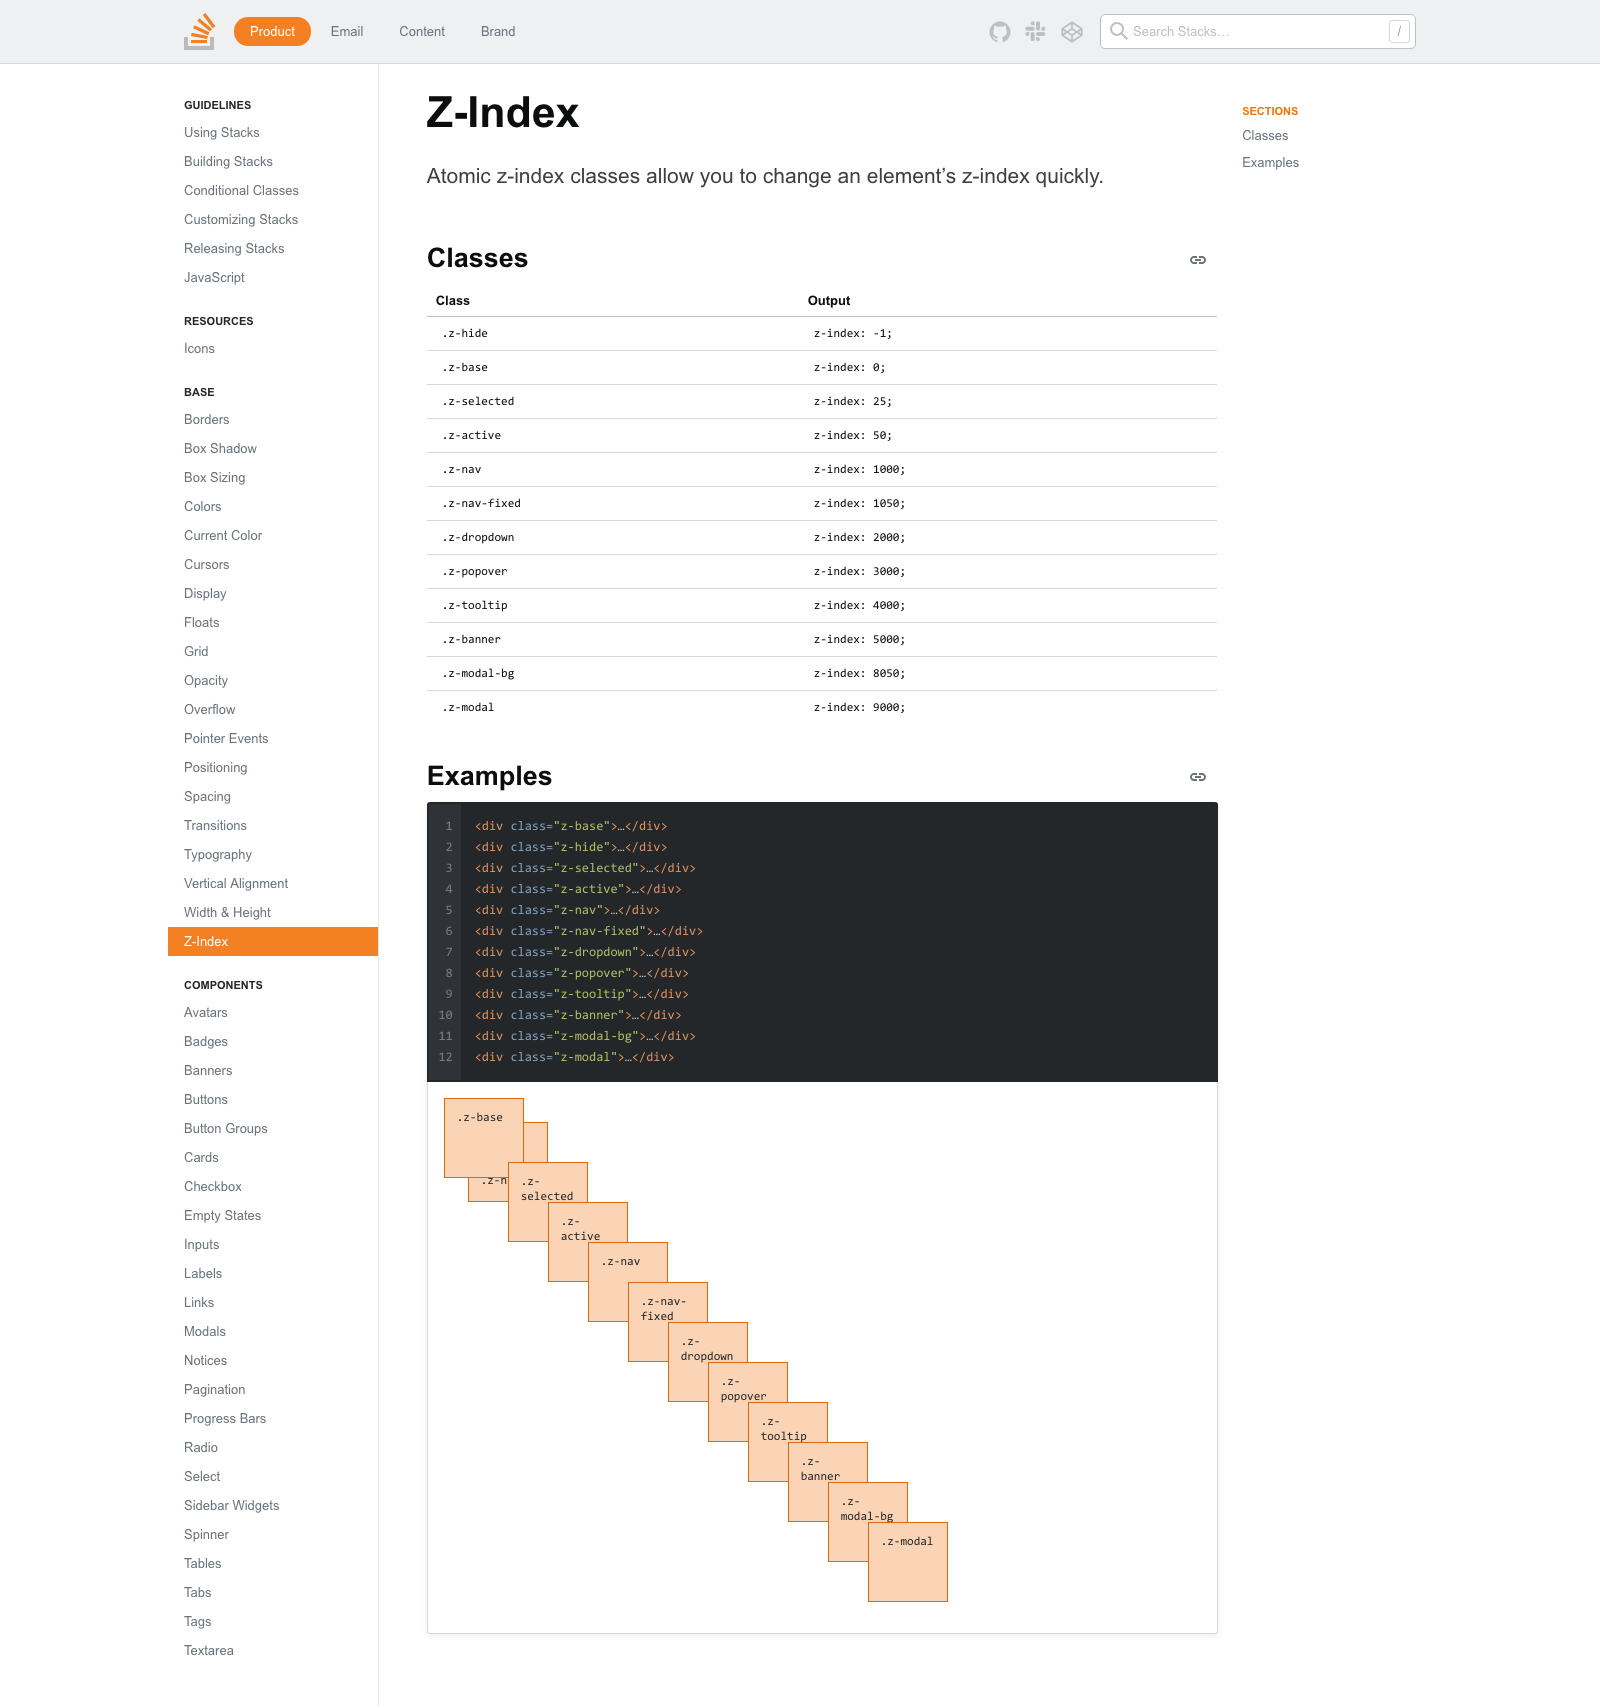 Product
Email
Content
Brand
Search Stacks…
/
GUIDELINES
Using Stacks
Building Stacks
Conditional Classes
Customizing Stacks
Releasing Stacks
JavaScript
RESOURCES
Icons
BASE
Borders
Box Shadow
Box Sizing
Colors
Current Color
Cursors
Display
Floats
Grid
Opacity
Overflow
Pointer Events
Positioning
Spacing
Transitions
Typography
Vertical Alignment
Width & Height
Z-Index
COMPONENTS
Avatars
Badges
Banners
Buttons
Button Groups
Cards
Checkbox
Empty States
Inputs
Labels
Links
Modals
Notices
Pagination
Progress Bars
Radio
Select
Sidebar Widgets
Spinner
Tables
Tabs
Tags
Textarea
Z-Index
Atomic z-index classes allow you to change an element’s z-index quickly.
Classes
Class Output
.z-hide z-index: -1;
.z-base z-index: 0;
.z-selected z-index: 25;
.z-active z-index: 50;
.z-nav z-index: 1000;
.z-nav-fixed z-index: 1050;
.z-dropdown z-index: 2000;
.z-popover z-index: 3000;
.z-tooltip z-index: 4000;
.z-banner z-index: 5000;
.z-modal-bg z-index: 8050;
.z-modal z-index: 9000;
Examples
1 <div class="z-base">…</div>
2 <div class="z-hide">…</div>
3 <div class="z-selected">…</div>
4 <div class="z-active">…</div>
5 <div class="z-nav">…</div>
6 <div class="z-nav-fixed">…</div>
7 <div class="z-dropdown">…</div>
8 <div class="z-popover">…</div>
9 <div class="z-tooltip">…</div>
10 <div class="z-banner">…</div>
11 <div class="z-modal-bg">…</div>
12 <div class="z-modal">…</div>
.z-base
.z-
selected
.z-
active
.z-nav
.z-nav-
fixed
.z-
dropdown
.z-
popover
.z-
tooltip
.z-
banner
.z-
modal-bg
.z-modal
SECTIONS
Classes
Examples